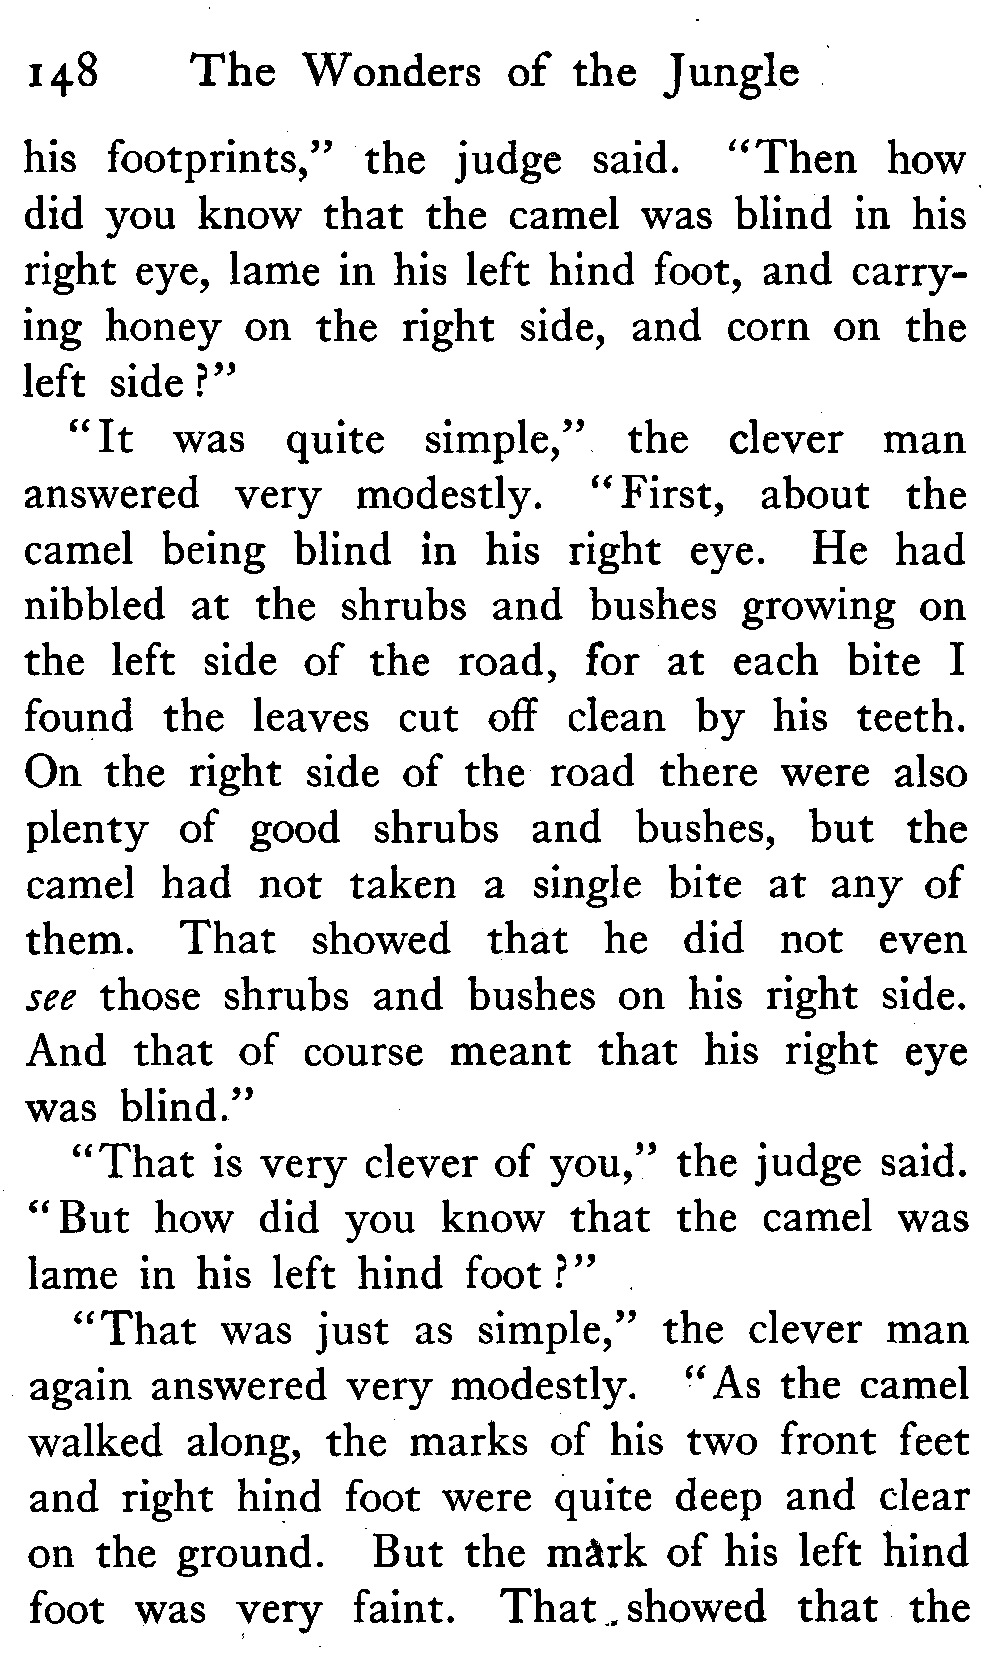 148 The Wonders of the Jungle
his footprints," the judge said. "Then how
did you know that the camel was blind in his
right eye, lame in his left hind foot, and carry-
ing honey on the right side, and corn on the
left side?"
"It was quite simple," the clever man
answered very modestly. "First, about the
camel being blind in his right eye. He had
nibbled at the shrubs and bushes growing on
the left side of the road, for at each bite I
found the leaves cut off clean by his teeth.
On the right side of the road there were also
plenty of good shrubs and bushes, but the
camel had not taken a single bite at any of
them. That showed that he did not even
see those shrubs and bushes on his right side.
And that of course meant that his right eye
was blind."
"That is very clever of you," the judge said.
"But how did you know that the camel was
lame in his left hind foot?"
"That was just as simple," the clever man
again answered very modestly. "As the camel
walked along, the marks of his two front feet
and right hind foot were quite deep and clear
on the ground. But the mark of his left hind
foot was very faint. That showed that the